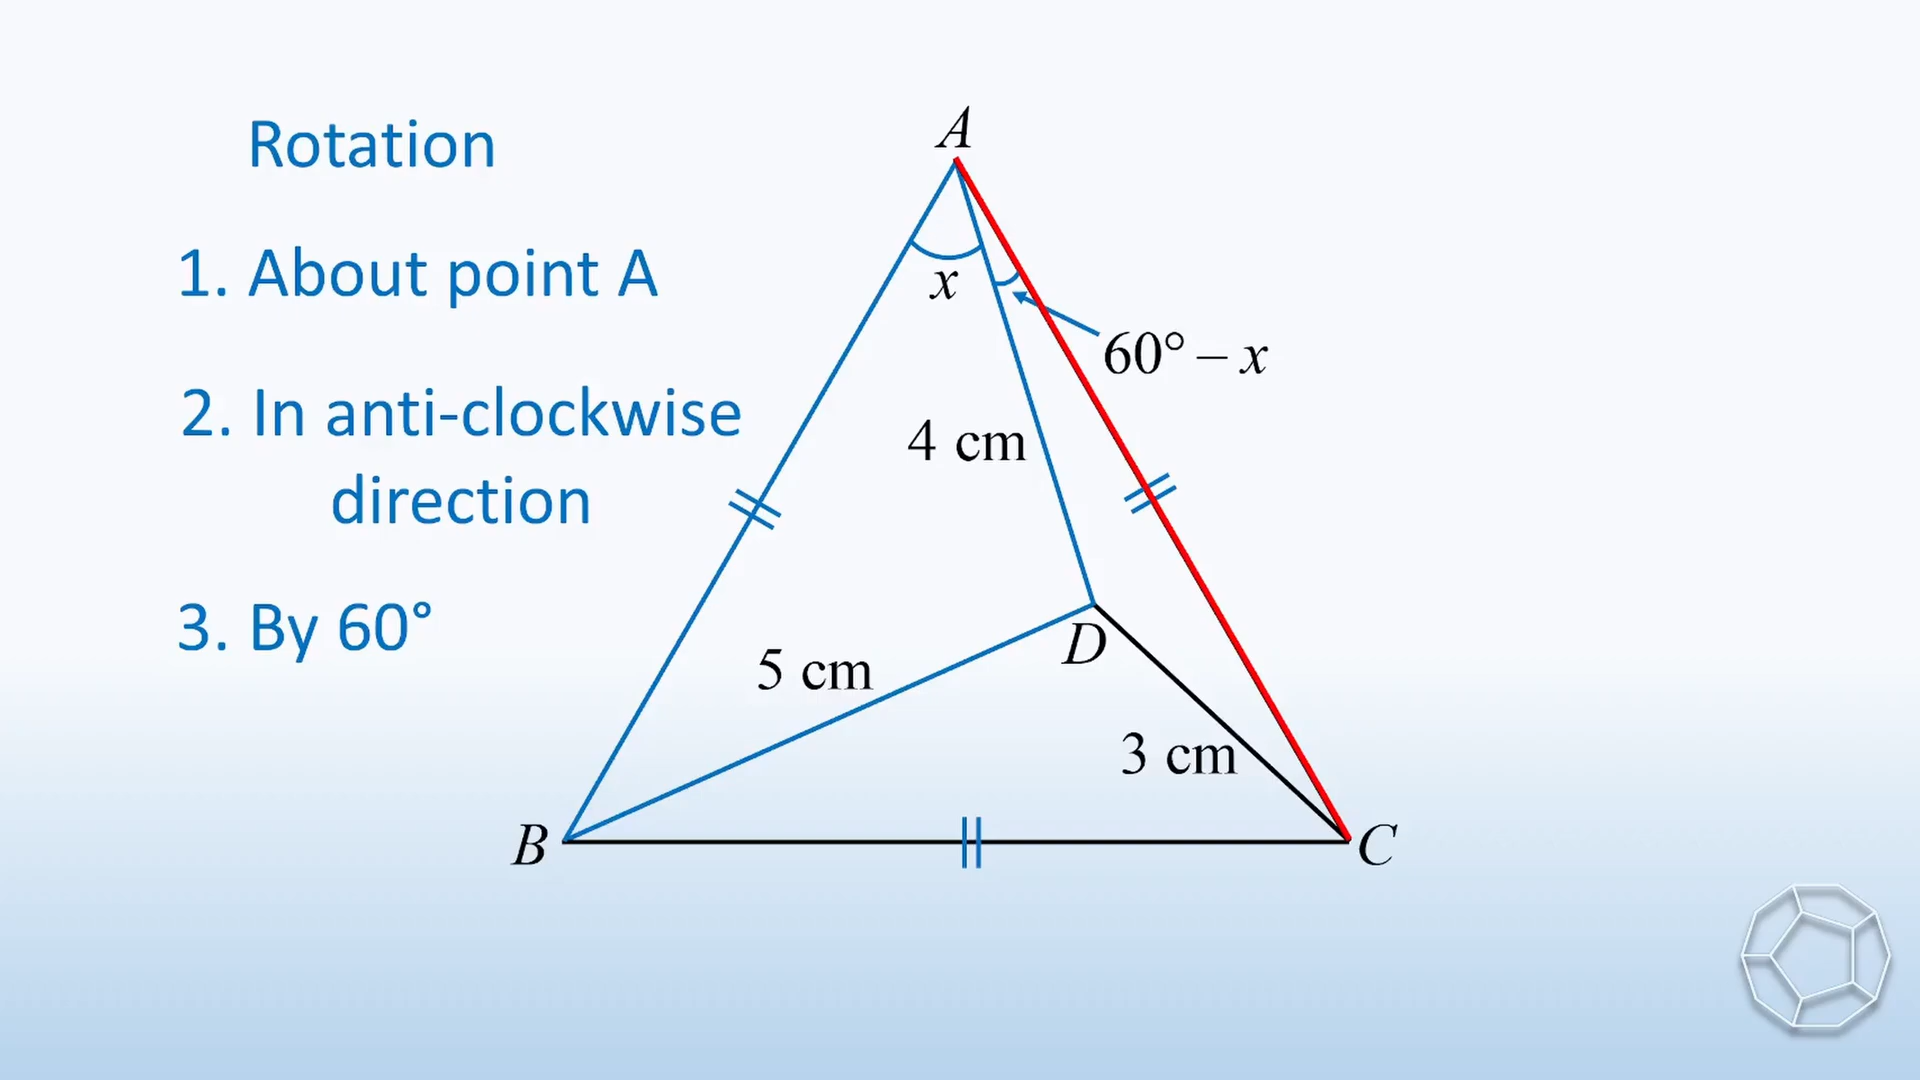 Rotation
1. About point A
2. In anti-clockwise
direction
3. By 60°
A
x
60° – x
4 cm
D
5 cm
3 cm
B
C